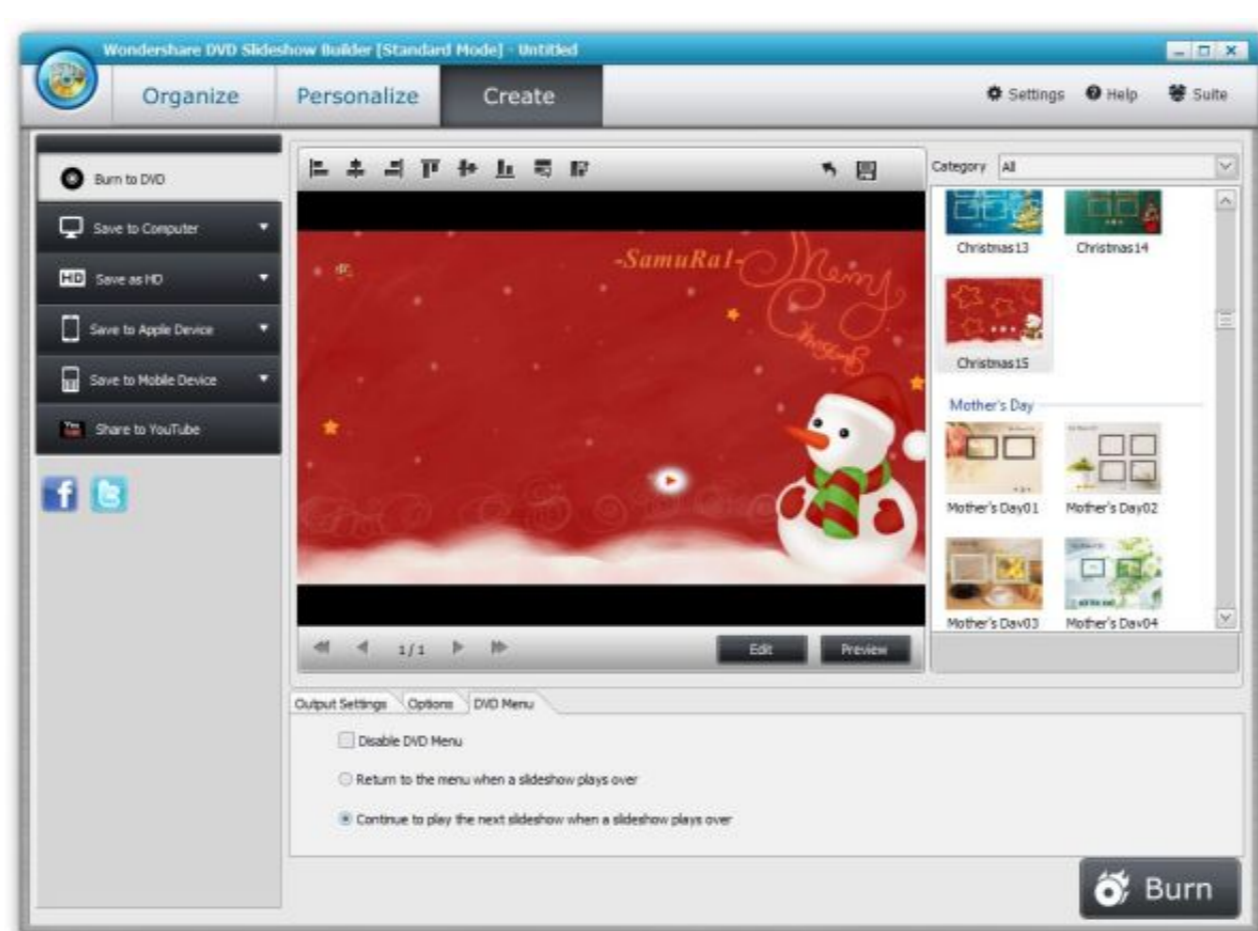 Wondershare DVD Slideshow Builder [Standard Mode] - Untitled
Organize
Personalize
Create
Settings
Help
Suite
Burn to DVD
Save to Computer
HD Save as HD
Save to Apple Device
Save to Mobile Device
You Share to YouTube
f
-SamuRaI-
Merry
Edit
Preview
1/1
Category All
Christmas13
Christmas14
Christmas15
Mother's Day
Mother's Day01
Mother's Day02
Mother's Day03
Mother's Day04
Output Settings
Options
DVD Menu
Disable DVD Menu
Return to the menu when a slideshow plays over
Continue to play the next slideshow when a slideshow plays over
Burn